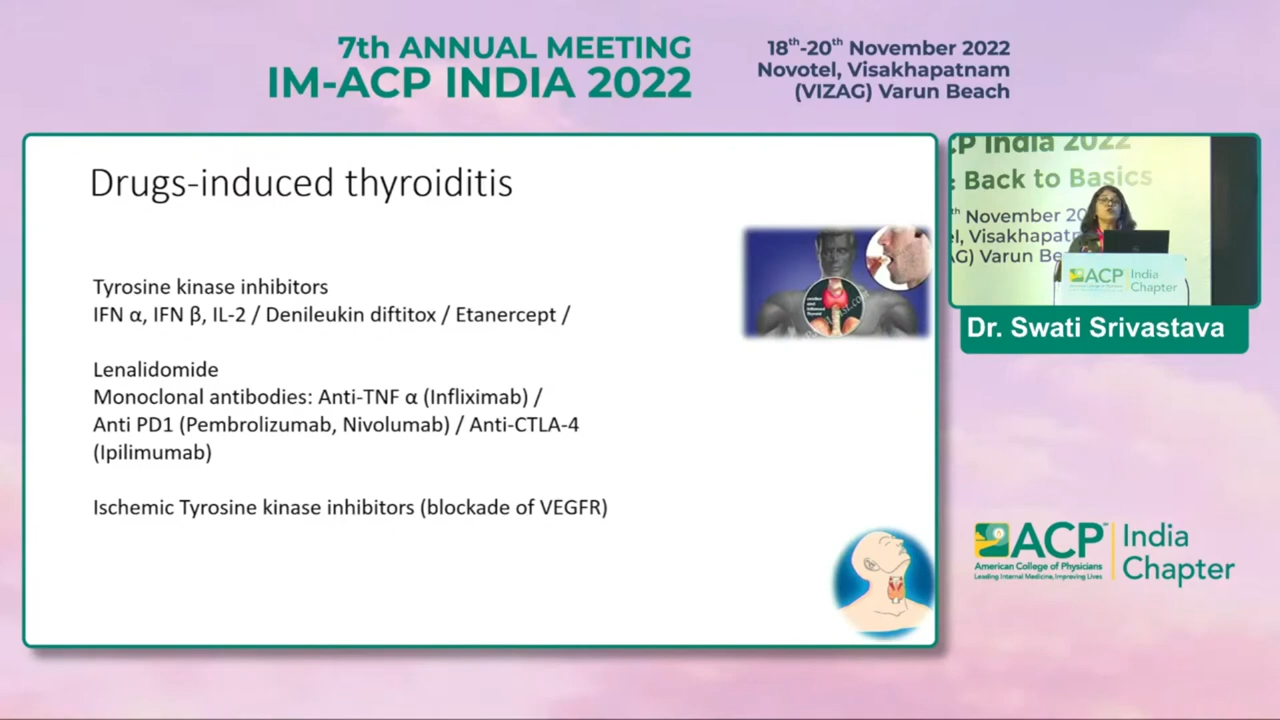 7th ANNUAL MEETING
IM-ACP INDIA 2022
18th-20th November 2022
Novotel, Visakhapatnam
(VIZAG) Varun Beach
Drugs-induced thyroiditis
Tyrosine kinase inhibitors
IFN α, IFN β, IL-2 / Denileukin diftitox / Etanercept /
Lenalidomide
Monoclonal antibodies: Anti-TNF α (Infliximab) /
Anti PD1 (Pembrolizumab, Nivolumab) / Anti-CTLA-4
(Ipilimumab)
Ischemic Tyrosine kinase inhibitors (blockade of VEGFR)
P India 2022
Back to Basics
th November 20
l, Visakhapatn
AG) Varun Be
ACP India
Chapter
Dr. Swati Srivastava
ACP India
Chapter
American College of Physicians
Leading Internal Medicine, Improving Lives